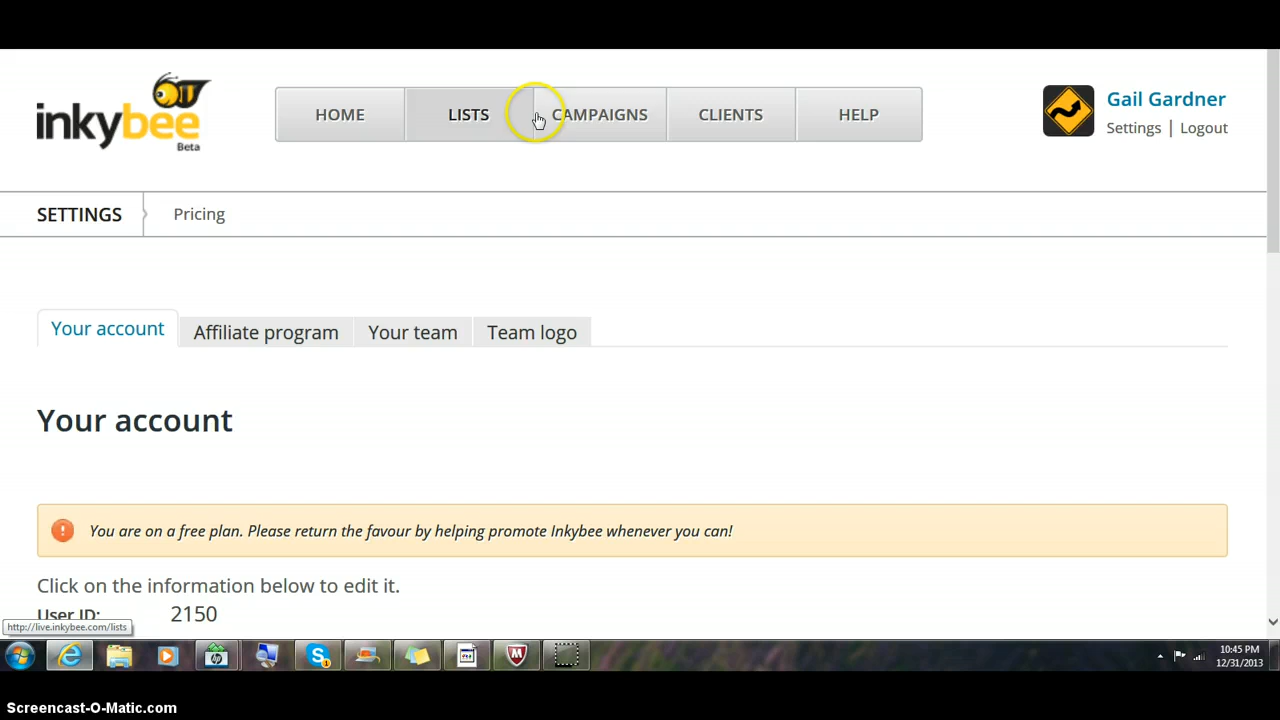 inkybee
Beta
HOME
LISTS
CAMPAIGNS
CLIENTS
HELP
Gail Gardner
Settings | Logout
SETTINGS
Pricing
Your account
Affiliate program
Your team
Team logo
Your account
You are on a free plan. Please return the favour by helping promote Inkybee whenever you can!
Click on the information below to edit it.
User ID: 2150
http://live.inkybee.com/lists
10:45 PM
12/31/2013
Screencast-O-Matic.com